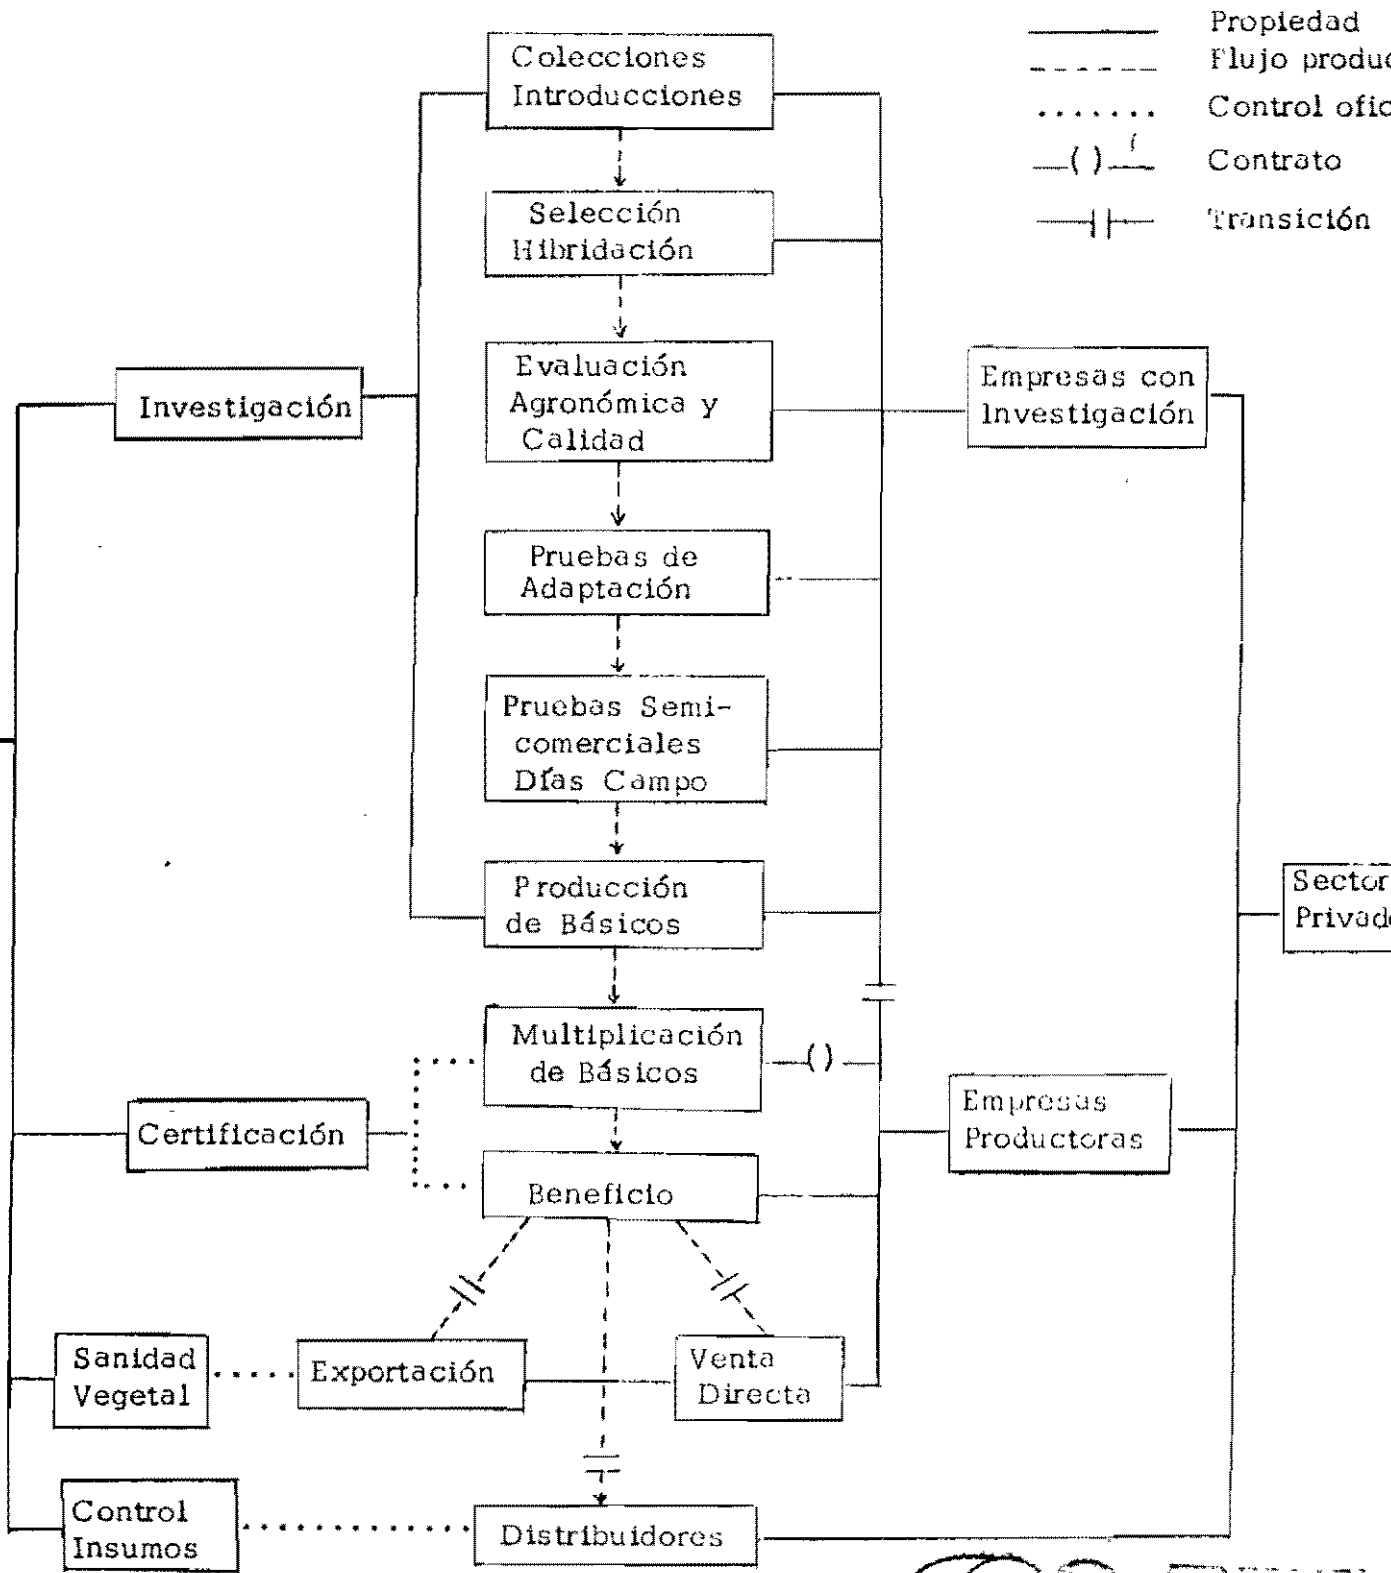 Propiedad
Flujo produc
Control ofic
—( )— Contrato
Transición
Colecciones
Introducciones
Selección
Hibridación
Evaluación
Agronómica y
Calidad
Investigación
Empresas con
Investigación
Pruebas de
Adaptación
Pruebas Semi-
comerciales
Días Campo
Producción
de Básicos
Sector
Privado
Multiplicación
de Básicos
( )
Certificación
Empresas
Productoras
Beneficio
Sanidad
Vegetal
Exportación
Venta
Directa
Control
Insumos
Distribuidores